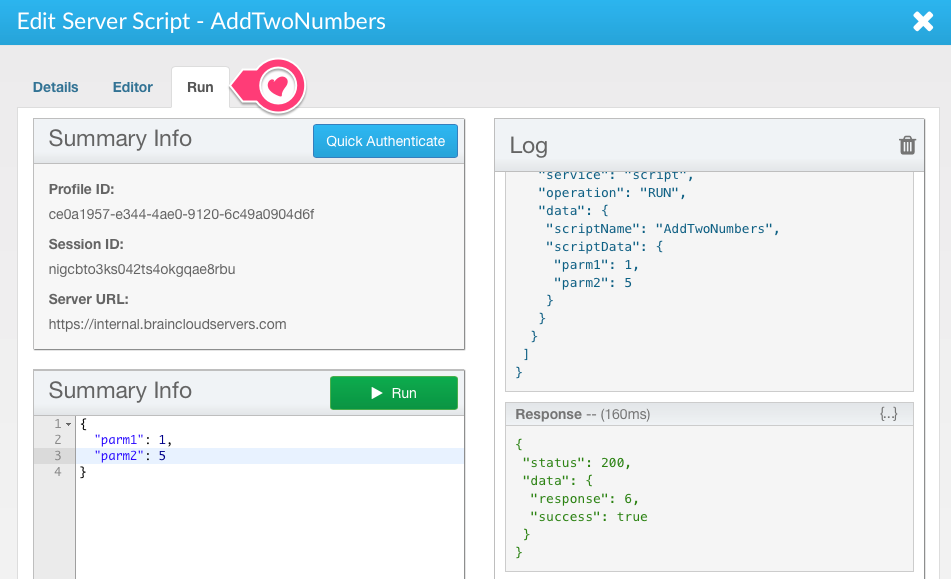 Edit Server Script - AddTwoNumbers
Details
Editor
Run
Summary Info
Quick Authenticate
Profile ID:
ce0a1957-e344-4ae0-9120-6c49a0904d6f
Session ID:
nigcbto3ks042ts4okgqae8rbu
Server URL:
https://internal.braincloudservers.com
Summary Info
Run
1 {
2 "parm1": 1,
3 "parm2": 5
4 }
Log
"service": "script",
"operation": "RUN",
"data": {
"scriptName": "AddTwoNumbers",
"scriptData": {
"parm1": 1,
"parm2": 5
}
}
}
]
}
Response -- (160ms) {...}
{
"status": 200,
"data": {
"response": 6,
"success": true
}
}